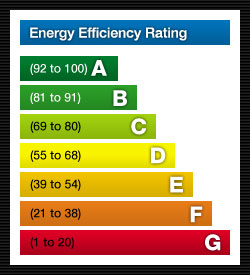 Energy Efficiency Rating
(92 to 100) A
(81 to 91) B
(69 to 80) C
(55 to 68) D
(39 to 54) E
(21 to 38) F
(1 to 20) G